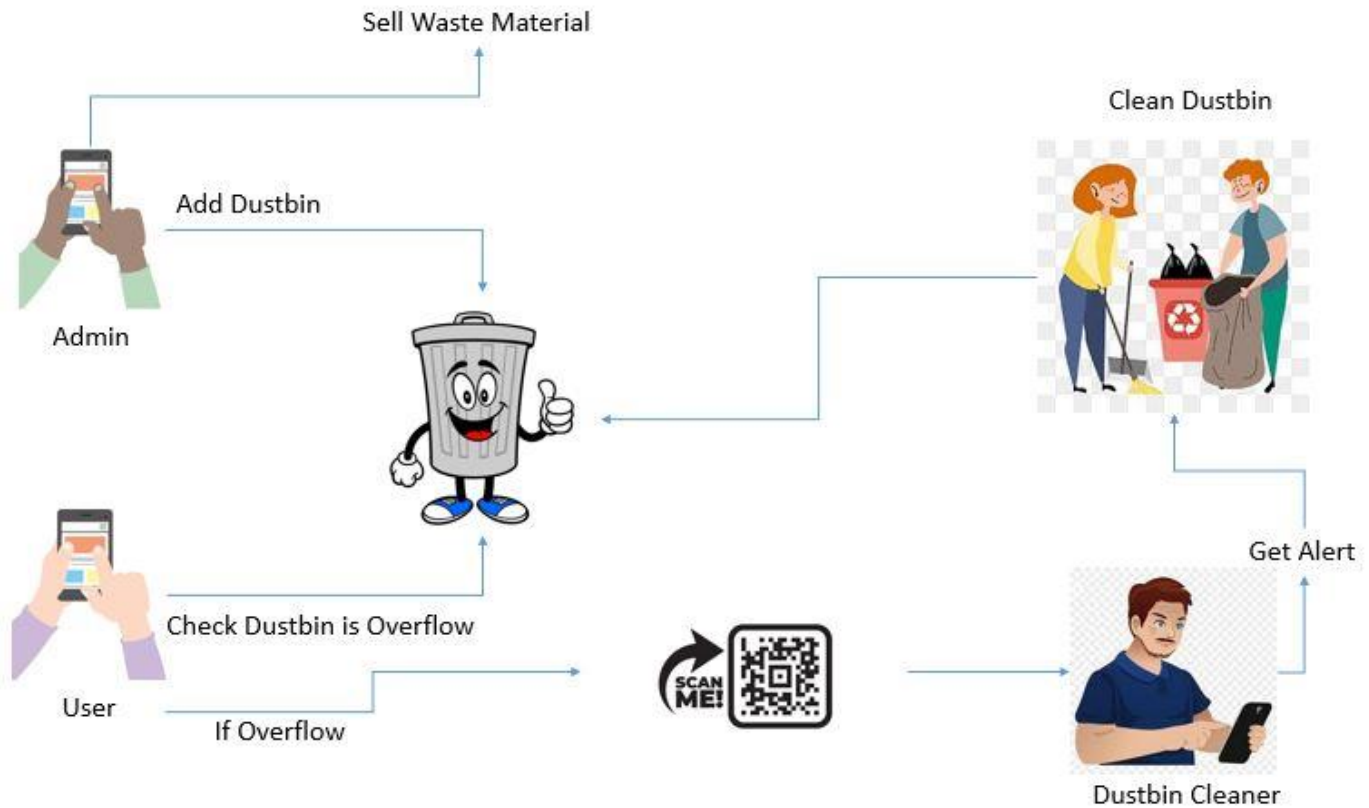 Sell Waste Material
Clean Dustbin
Add Dustbin
Admin
Get Alert
Check Dustbin is Overflow
SCAN
ME!
User
If Overflow
Dustbin Cleaner